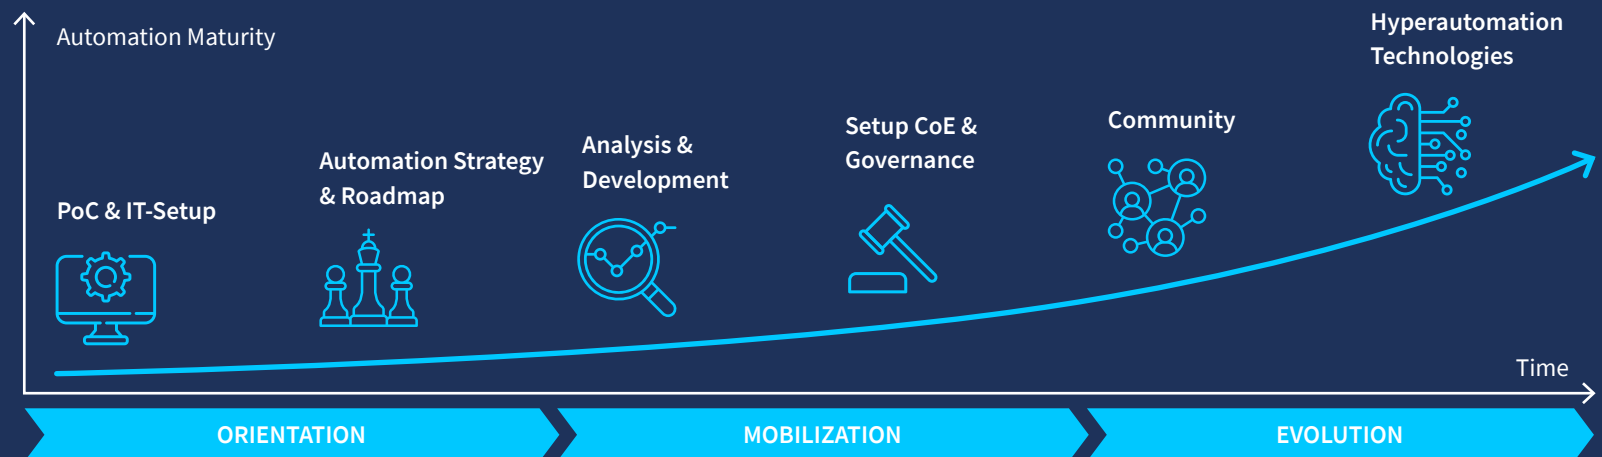 Automation Maturity
PoC & IT-Setup
Automation Strategy
& Roadmap
Analysis &
Development
Setup CoE &
Governance
Community
Hyperautomation
Technologies
Time
ORIENTATION
MOBILIZATION
EVOLUTION